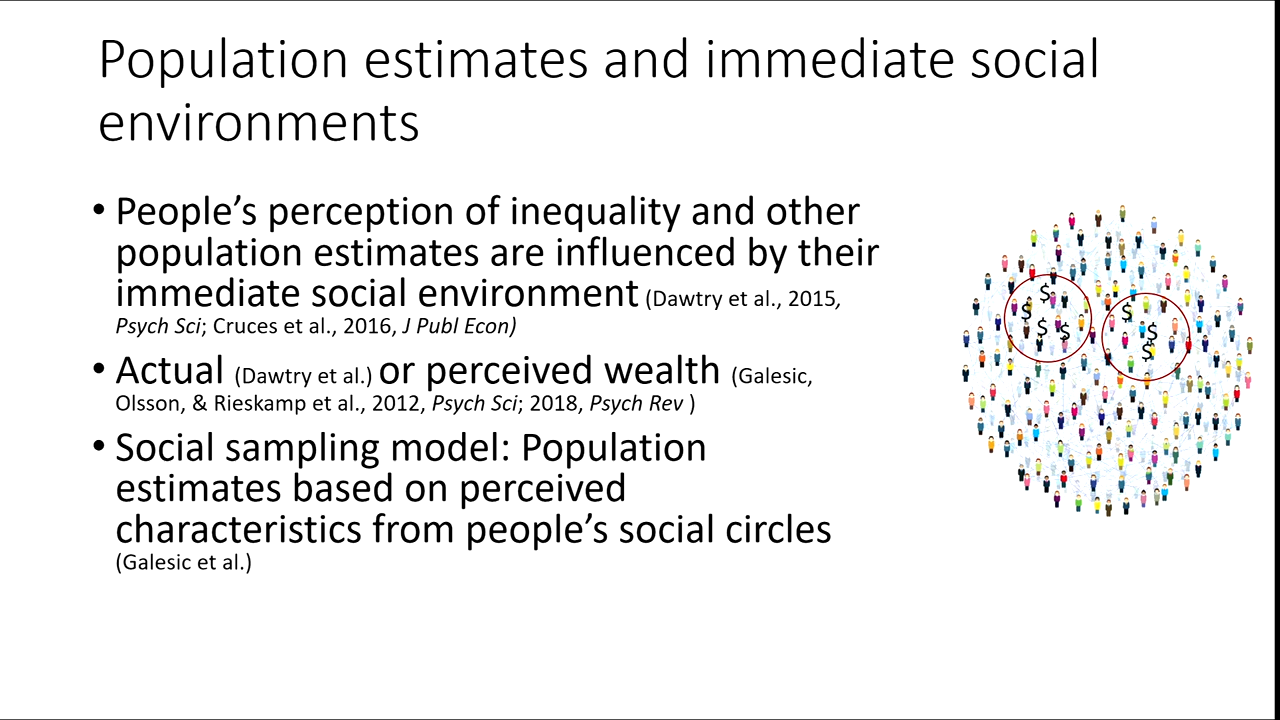 Population estimates and immediate social
environments
• People’s perception of inequality and other
population estimates are influenced by their
immediate social environment (Dawtry et al., 2015,
Psych Sci; Cruces et al., 2016, J Publ Econ)
• Actual (Dawtry et al.) or perceived wealth (Galesic,
Olsson, & Rieskamp et al., 2012, Psych Sci; 2018, Psych Rev )
• Social sampling model: Population
estimates based on perceived
characteristics from people’s social circles
(Galesic et al.)
$ $ $ $
$ $ $